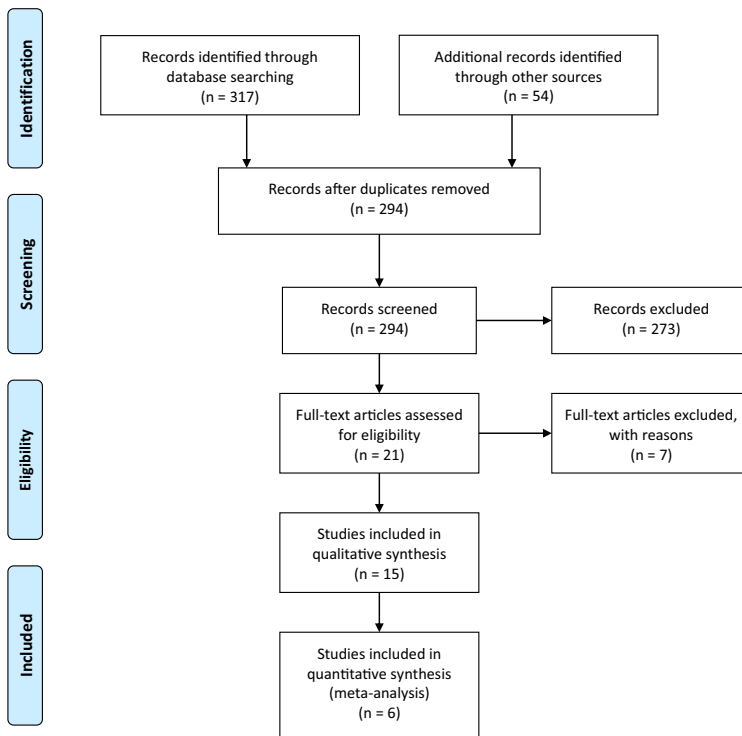 Identification
Records identified through
database searching
(n = 317)
Additional records identified
through other sources
(n = 54)
Records after duplicates removed
(n = 294)
Screening
Records screened
(n = 294)
Records excluded
(n = 273)
Eligibility
Full-text articles assessed
for eligibility
(n = 21)
Full-text articles excluded,
with reasons
(n = 7)
Studies included in
qualitative synthesis
(n = 15)
Included
Studies included in
quantitative synthesis
(meta-analysis)
(n = 6)